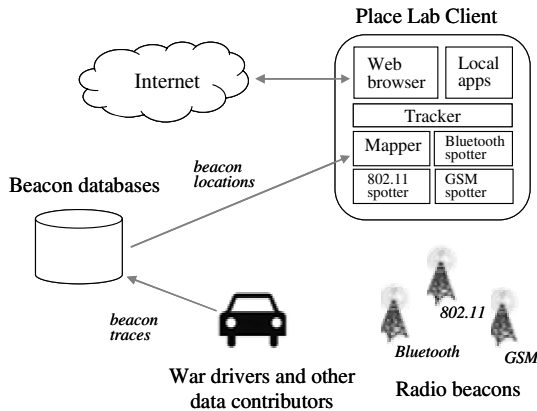 Place Lab Client
Internet
Web
browser
Local
apps
Tracker
Mapper
Bluetooth
spotter
802.11
spotter
GSM
spotter
beacon
locations
Beacon databases
beacon
traces
802.11
Bluetooth
GSM
War drivers and other
data contributors
Radio beacons